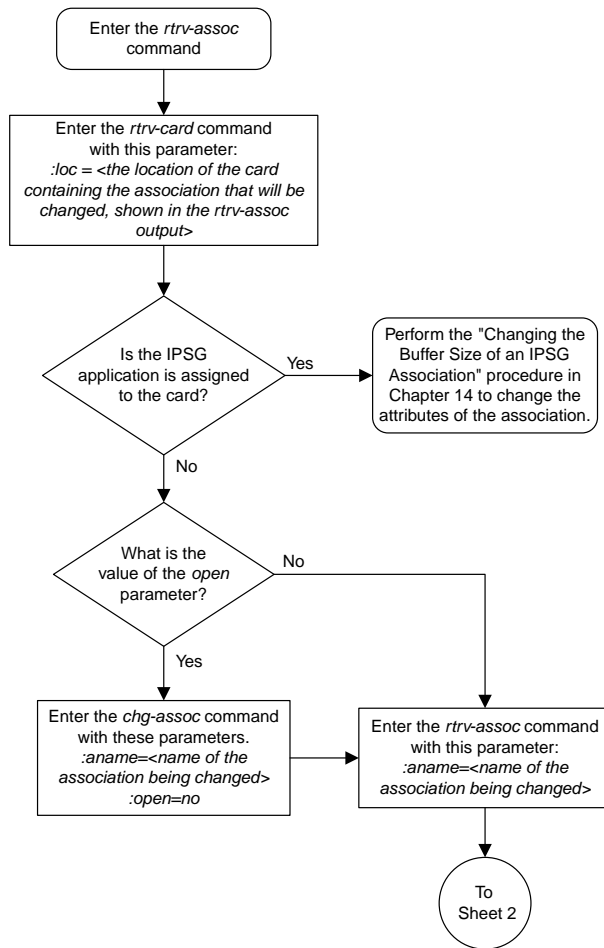 Enter the rtrv-assoc
command
Enter the rtrv-card command
with this parameter:
:loc = <the location of the card
containing the association that will be
changed, shown in the rtrv-assoc
output>
Is the IPSG
application is assigned
to the card?
Yes
Perform the "Changing the
Buffer Size of an IPSG
Association" procedure in
Chapter 14 to change the
attributes of the association.
No
What is the
value of the open
parameter?
No
Yes
Enter the chg-assoc command
with these parameters.
:aname=<name of the
association being changed>
:open=no
Enter the rtrv-assoc command
with this parameter:
:aname=<name of the
association being changed>
To
Sheet 2